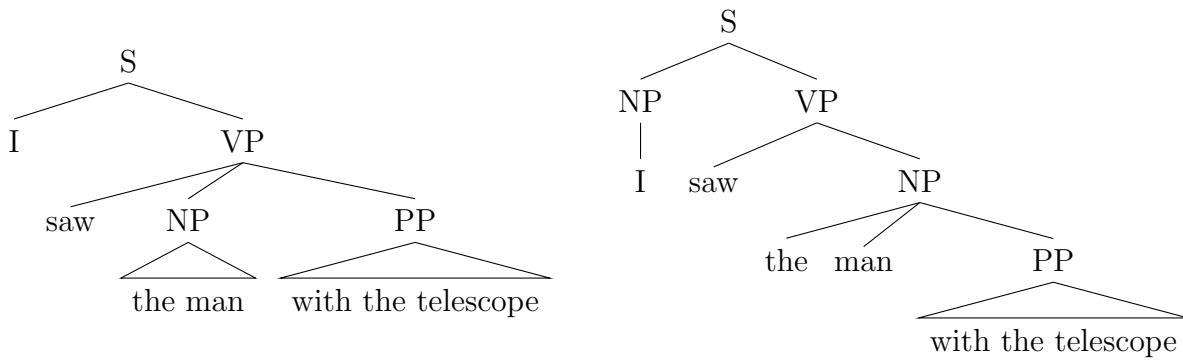 S
I VP
saw NP PP
the man with the telescope
S
NP VP
I saw NP
the man PP
with the telescope